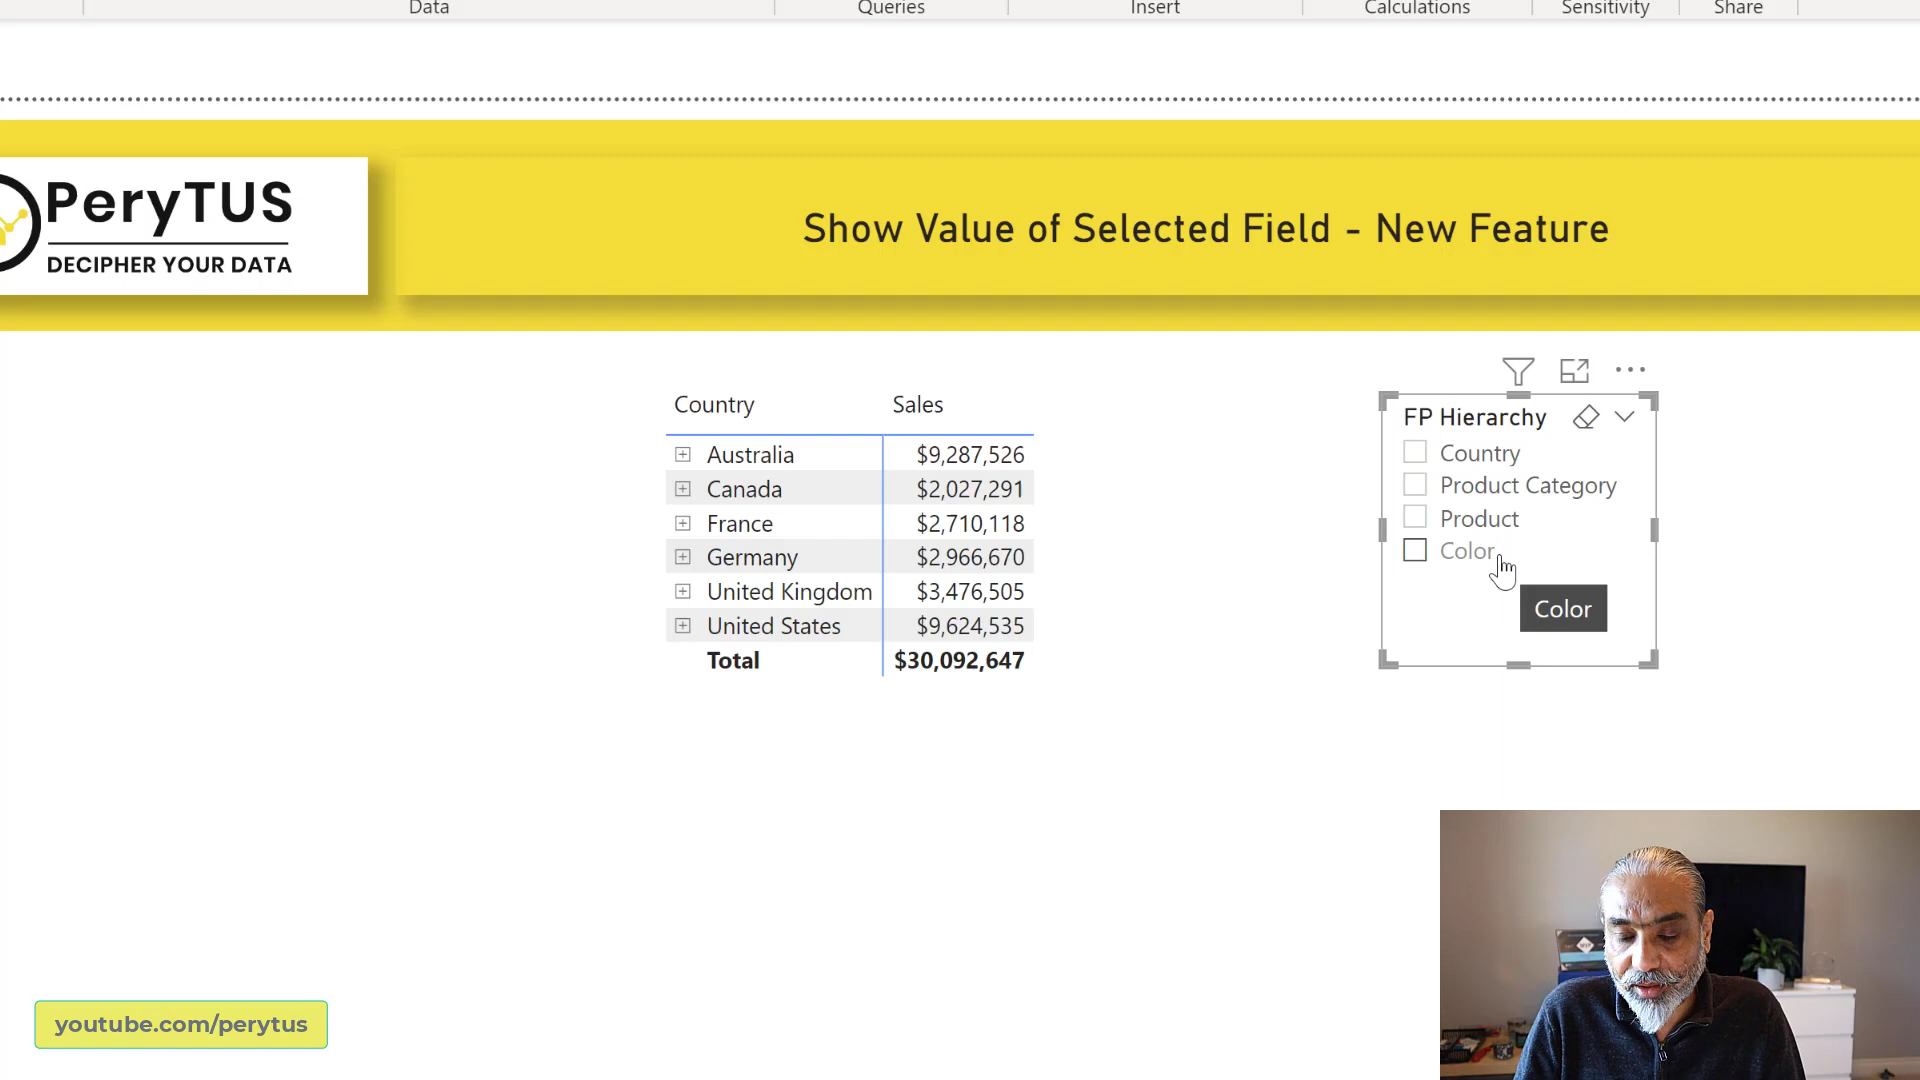 Data Queries Insert Calculations Sensitivity Share
PeryTUS
DECIPHER YOUR DATA
Show Value of Selected Field - New Feature
Country Sales
Australia $9,287,526
Canada $2,027,291
France $2,710,118
Germany $2,966,670
United Kingdom $3,476,505
United States $9,624,535
Total $30,092,647
FP Hierarchy
Country
Product Category
Product
Color
Color
youtube.com/perytus